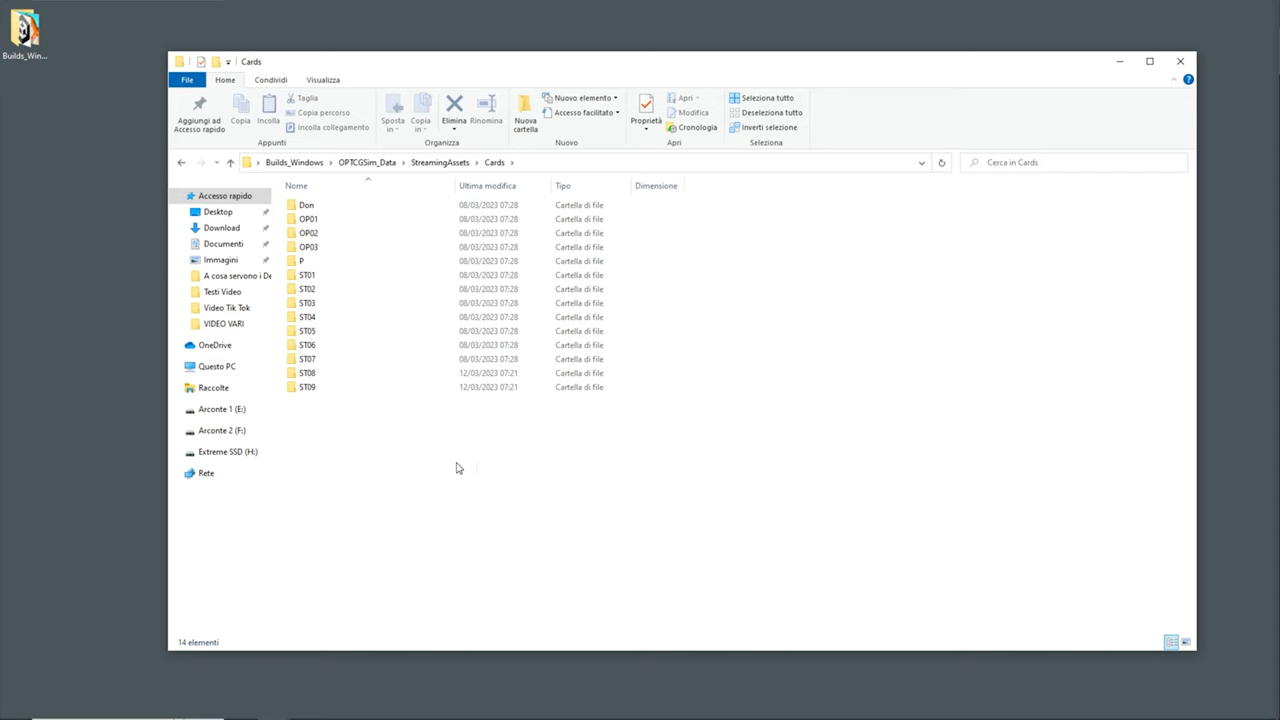 Builds_Win...
Cards
File
Home
Condividi
Visualizza
Aggiungi ad
Accesso rapido
Copia
Incolla
Taglia
Copia percorso
Incolla collegamento
Appunti
Sposta
in
Copia
in
Elimina
Rinomina
Organizza
Nuova
cartella
Nuovo elemento
Accesso facilitato
Nuovo
Proprietà
Apri
Modifica
Cronologia
Apri
Seleziona tutto
Deseleziona tutto
Inverti selezione
Selezione
Builds_Windows > OPTCGSim_Data > StreamingAssets > Cards >
Cerca in Cards
Accesso rapido
Desktop
Download
Documenti
Immagini
A cosa servono i De
Testi Video
Video Tik Tok
VIDEO VARI
OneDrive
Questo PC
Raccolte
Arconte 1 (E:)
Arconte 2 (F:)
Extreme SSD (H:)
Rete
Nome Ultima modifica Tipo Dimensione
Don 08/03/2023 07:28 Cartella di file
OP01 08/03/2023 07:28 Cartella di file
OP02 08/03/2023 07:28 Cartella di file
OP03 08/03/2023 07:28 Cartella di file
P 08/03/2023 07:28 Cartella di file
ST01 08/03/2023 07:28 Cartella di file
ST02 08/03/2023 07:28 Cartella di file
ST03 08/03/2023 07:28 Cartella di file
ST04 08/03/2023 07:28 Cartella di file
ST05 08/03/2023 07:28 Cartella di file
ST06 08/03/2023 07:28 Cartella di file
ST07 08/03/2023 07:28 Cartella di file
ST08 12/03/2023 07:21 Cartella di file
ST09 12/03/2023 07:21 Cartella di file
14 elementi